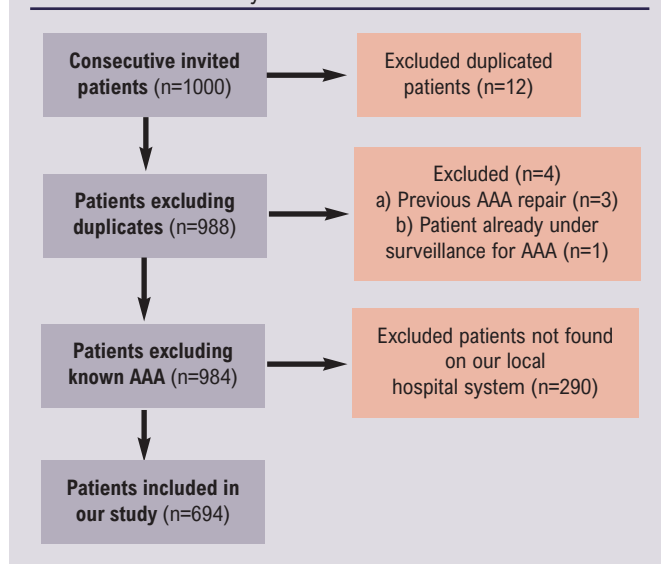 Consecutive invited
patients (n=1000)
Excluded duplicated
patients (n=12)
Patients excluding
duplicates (n=988)
Excluded (n=4)
a) Previous AAA repair (n=3)
b) Patient already under
surveillance for AAA (n=1)
Patients excluding
known AAA (n=984)
Excluded patients not found
on our local
hospital system (n=290)
Patients included in
our study (n=694)